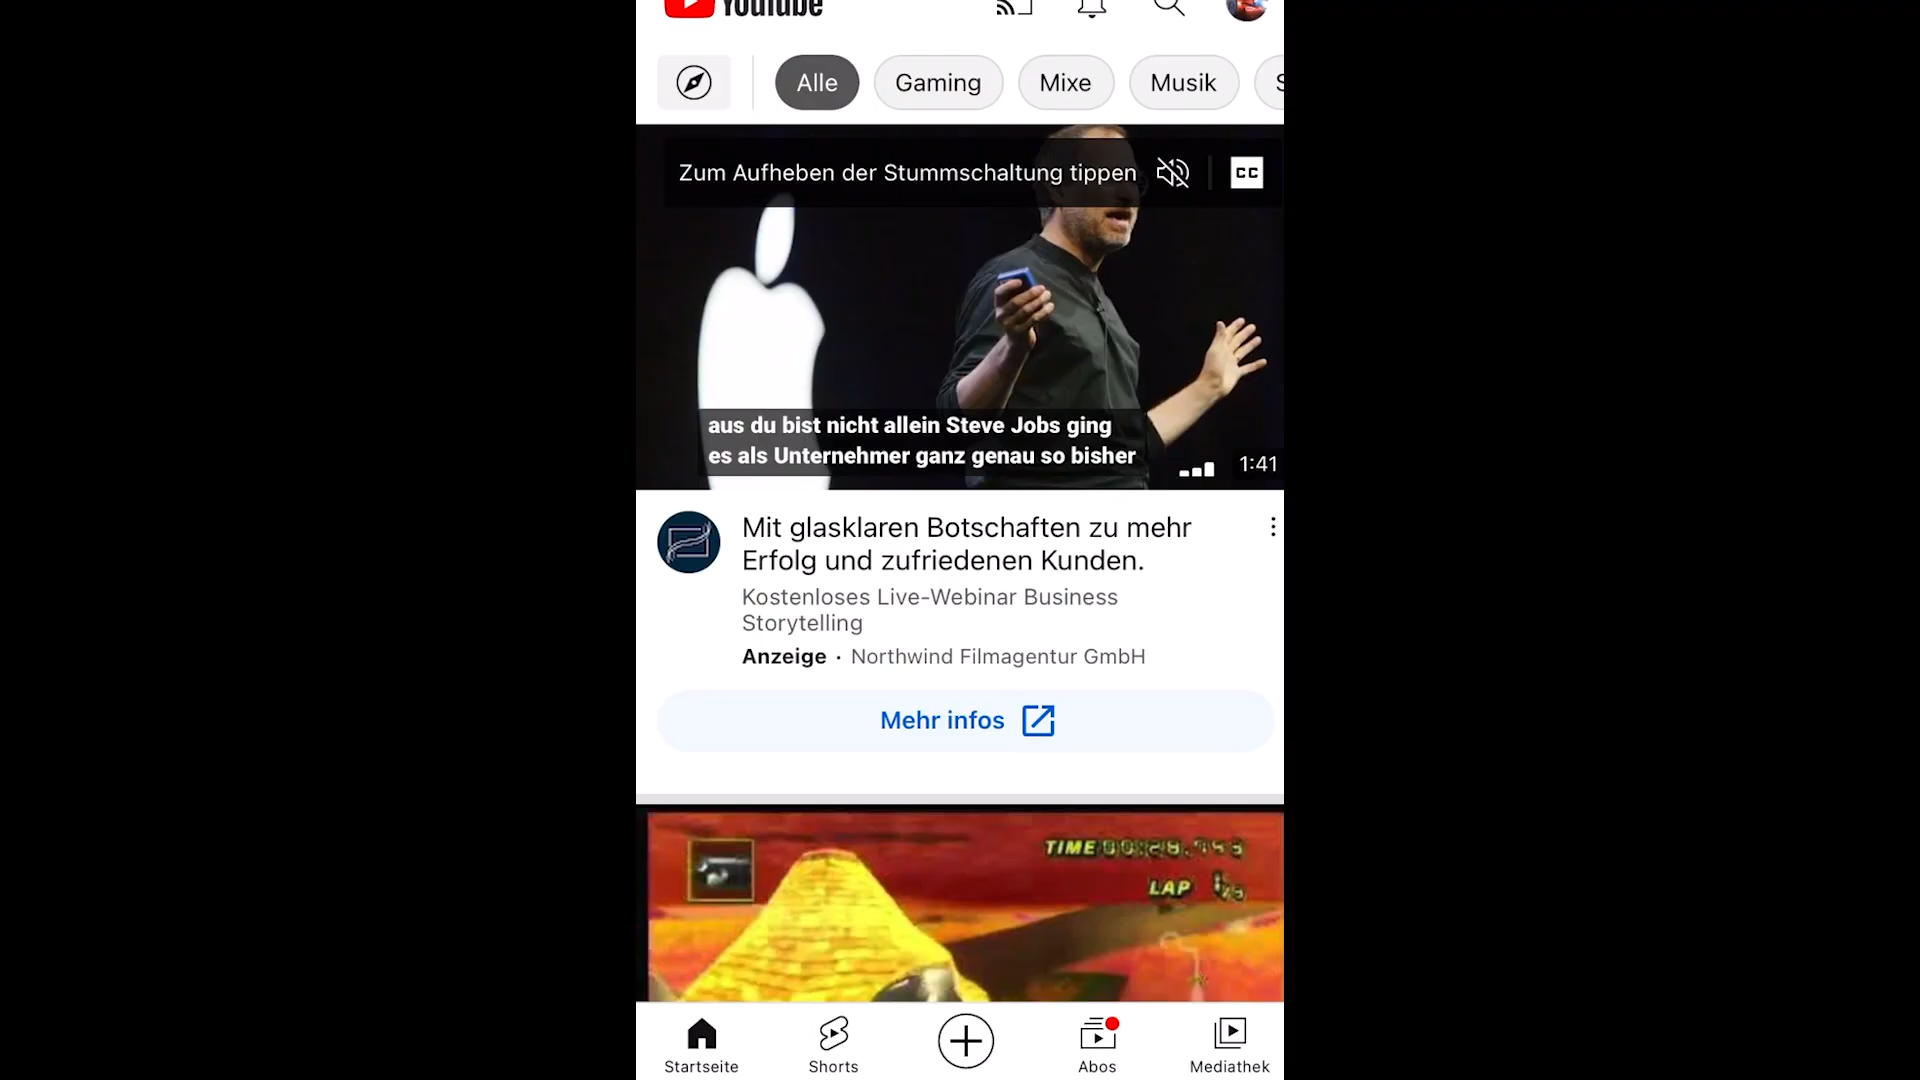 YouTube
Alle
Gaming
Mixe
Musik
S
Zum Aufheben der Stummschaltung tippen
CC
aus du bist nicht allein Steve Jobs ging
es als Unternehmer ganz genau so bisher
1:41
Mit glasklaren Botschaften zu mehr
Erfolg und zufriedenen Kunden.
Kostenloses Live-Webinar Business
Storytelling
Anzeige · Northwind Filmagentur GmbH
Mehr infos
TIME
LAP
Startseite
Shorts
Abos
Mediathek